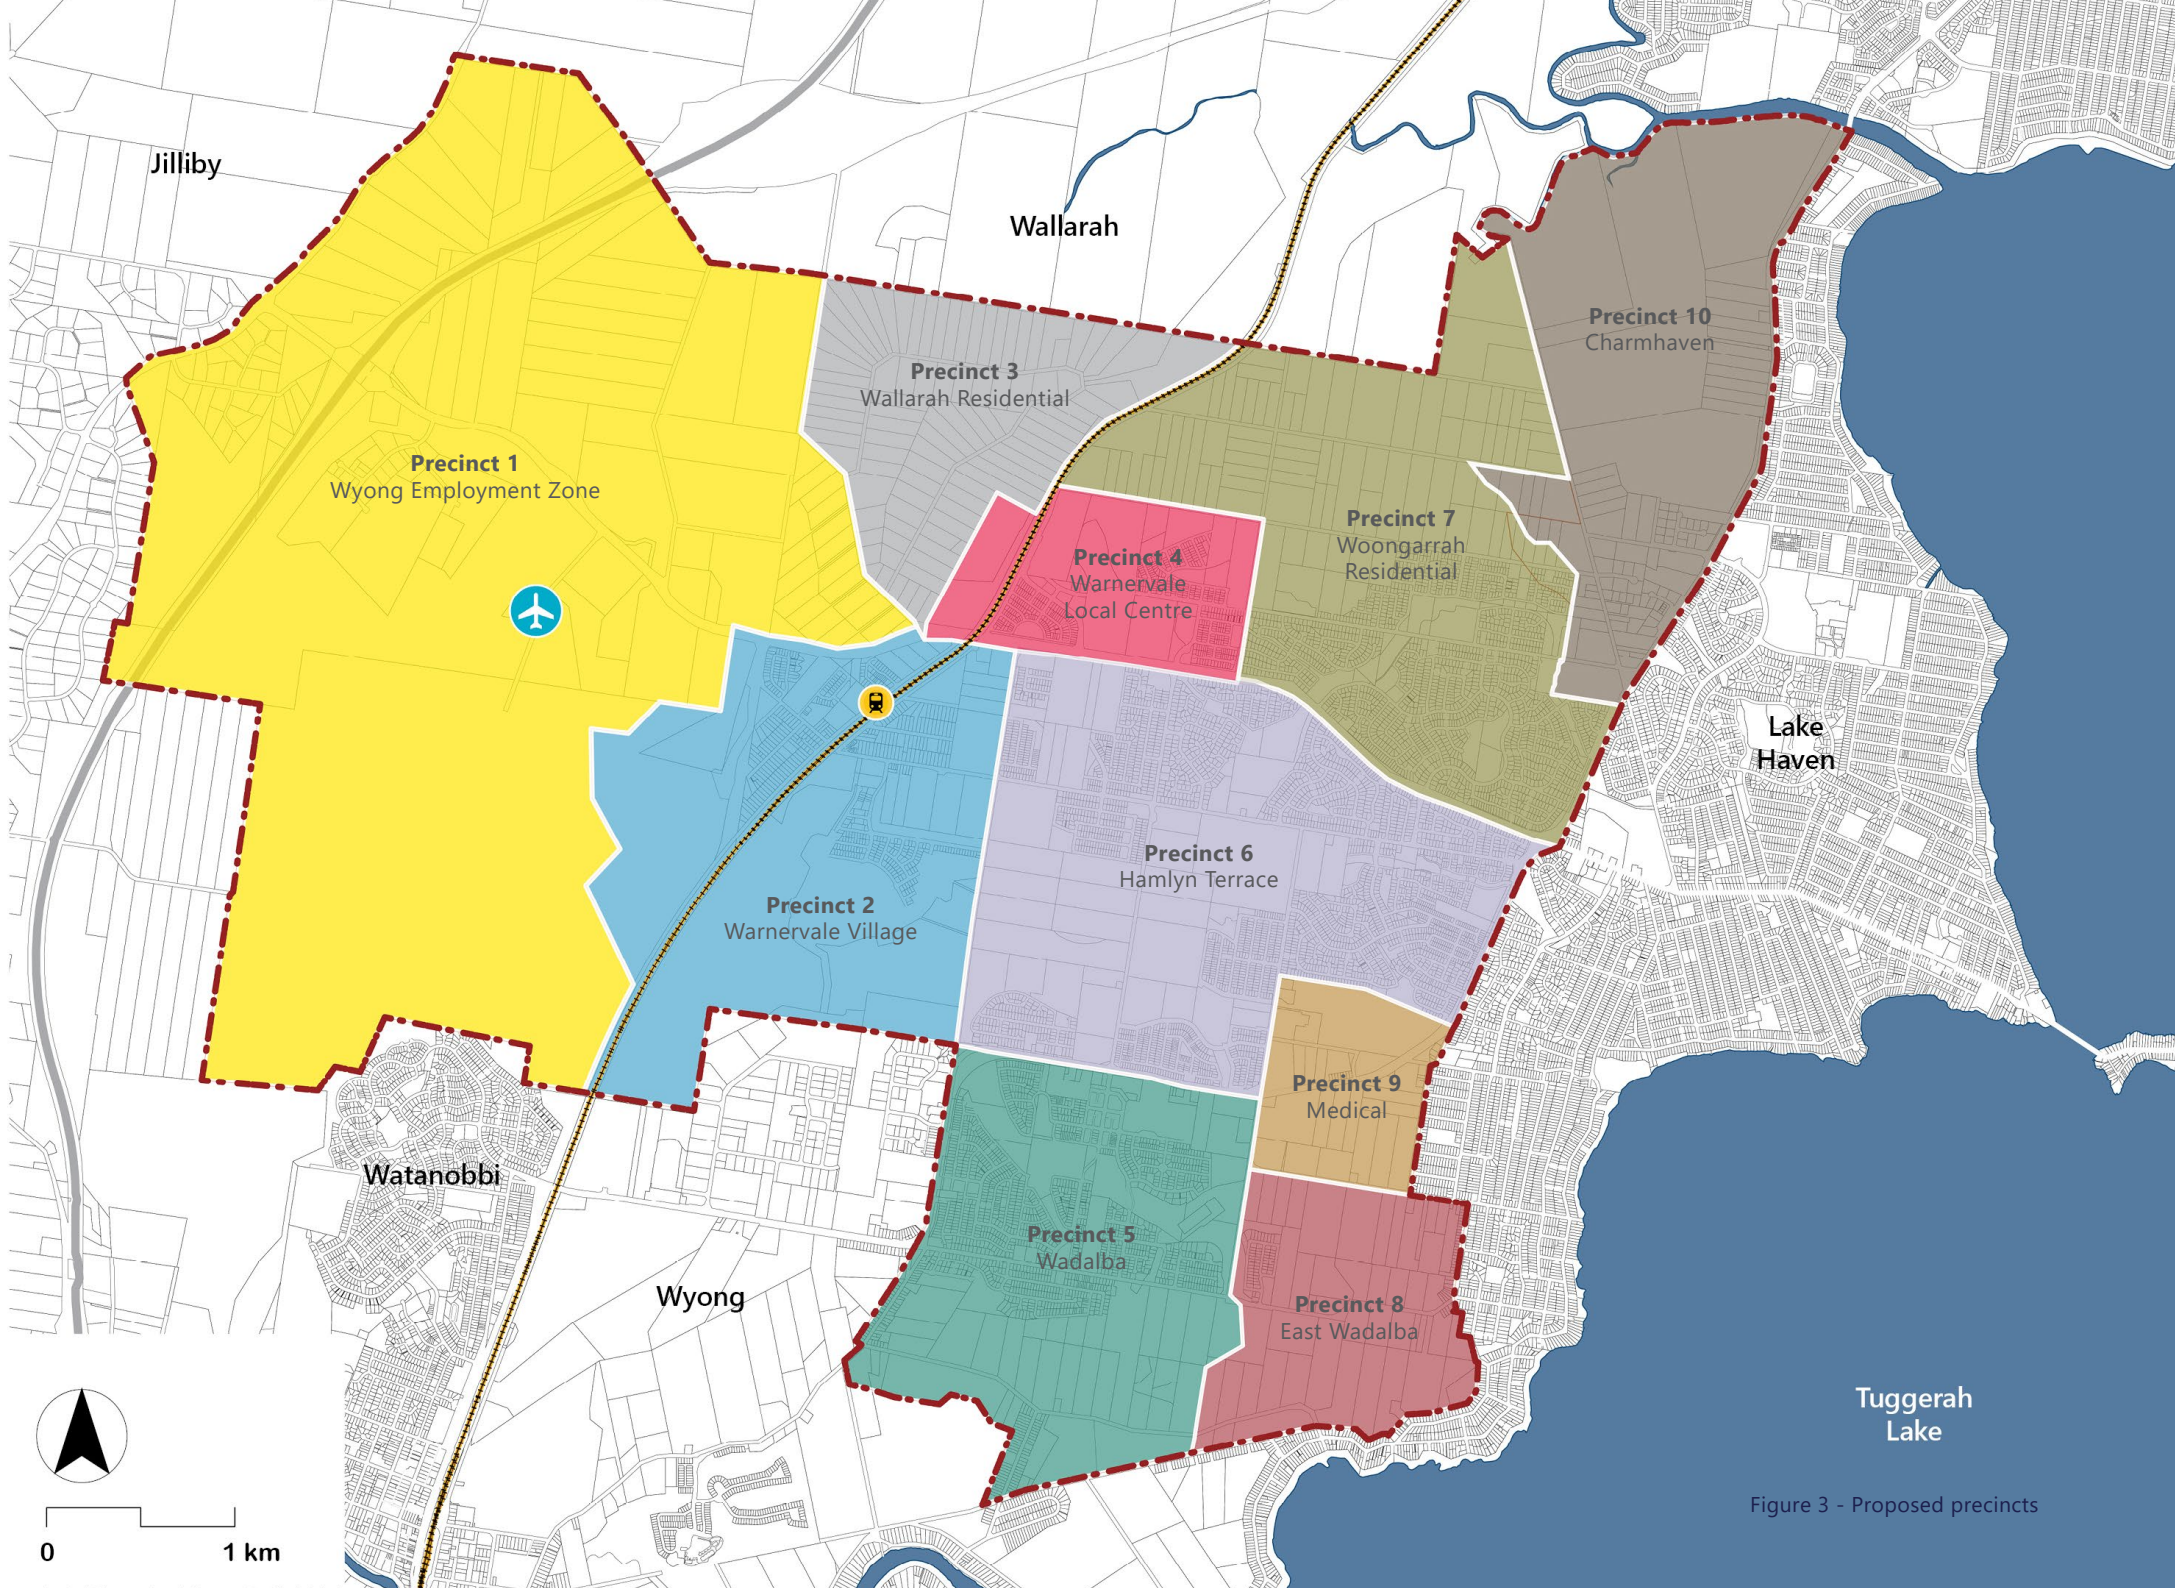 Jilliby
Wallarah
Precinct 10
Charmhaven
Precinct 3
Wallarah Residential
Precinct 1
Wyong Employment Zone
Precinct 7
Woongarrah
Residential
Precinct 4
Warnervale
Local Centre
Lake
Haven
Precinct 6
Hamlyn Terrace
Precinct 2
Warnervale Village
Precinct 9
Medical
Watanobbi
Precinct 5
Wadalba
Wyong
Precinct 8
East Wadalba
Tuggerah
Lake
Figure 3 - Proposed precincts
0 1 km